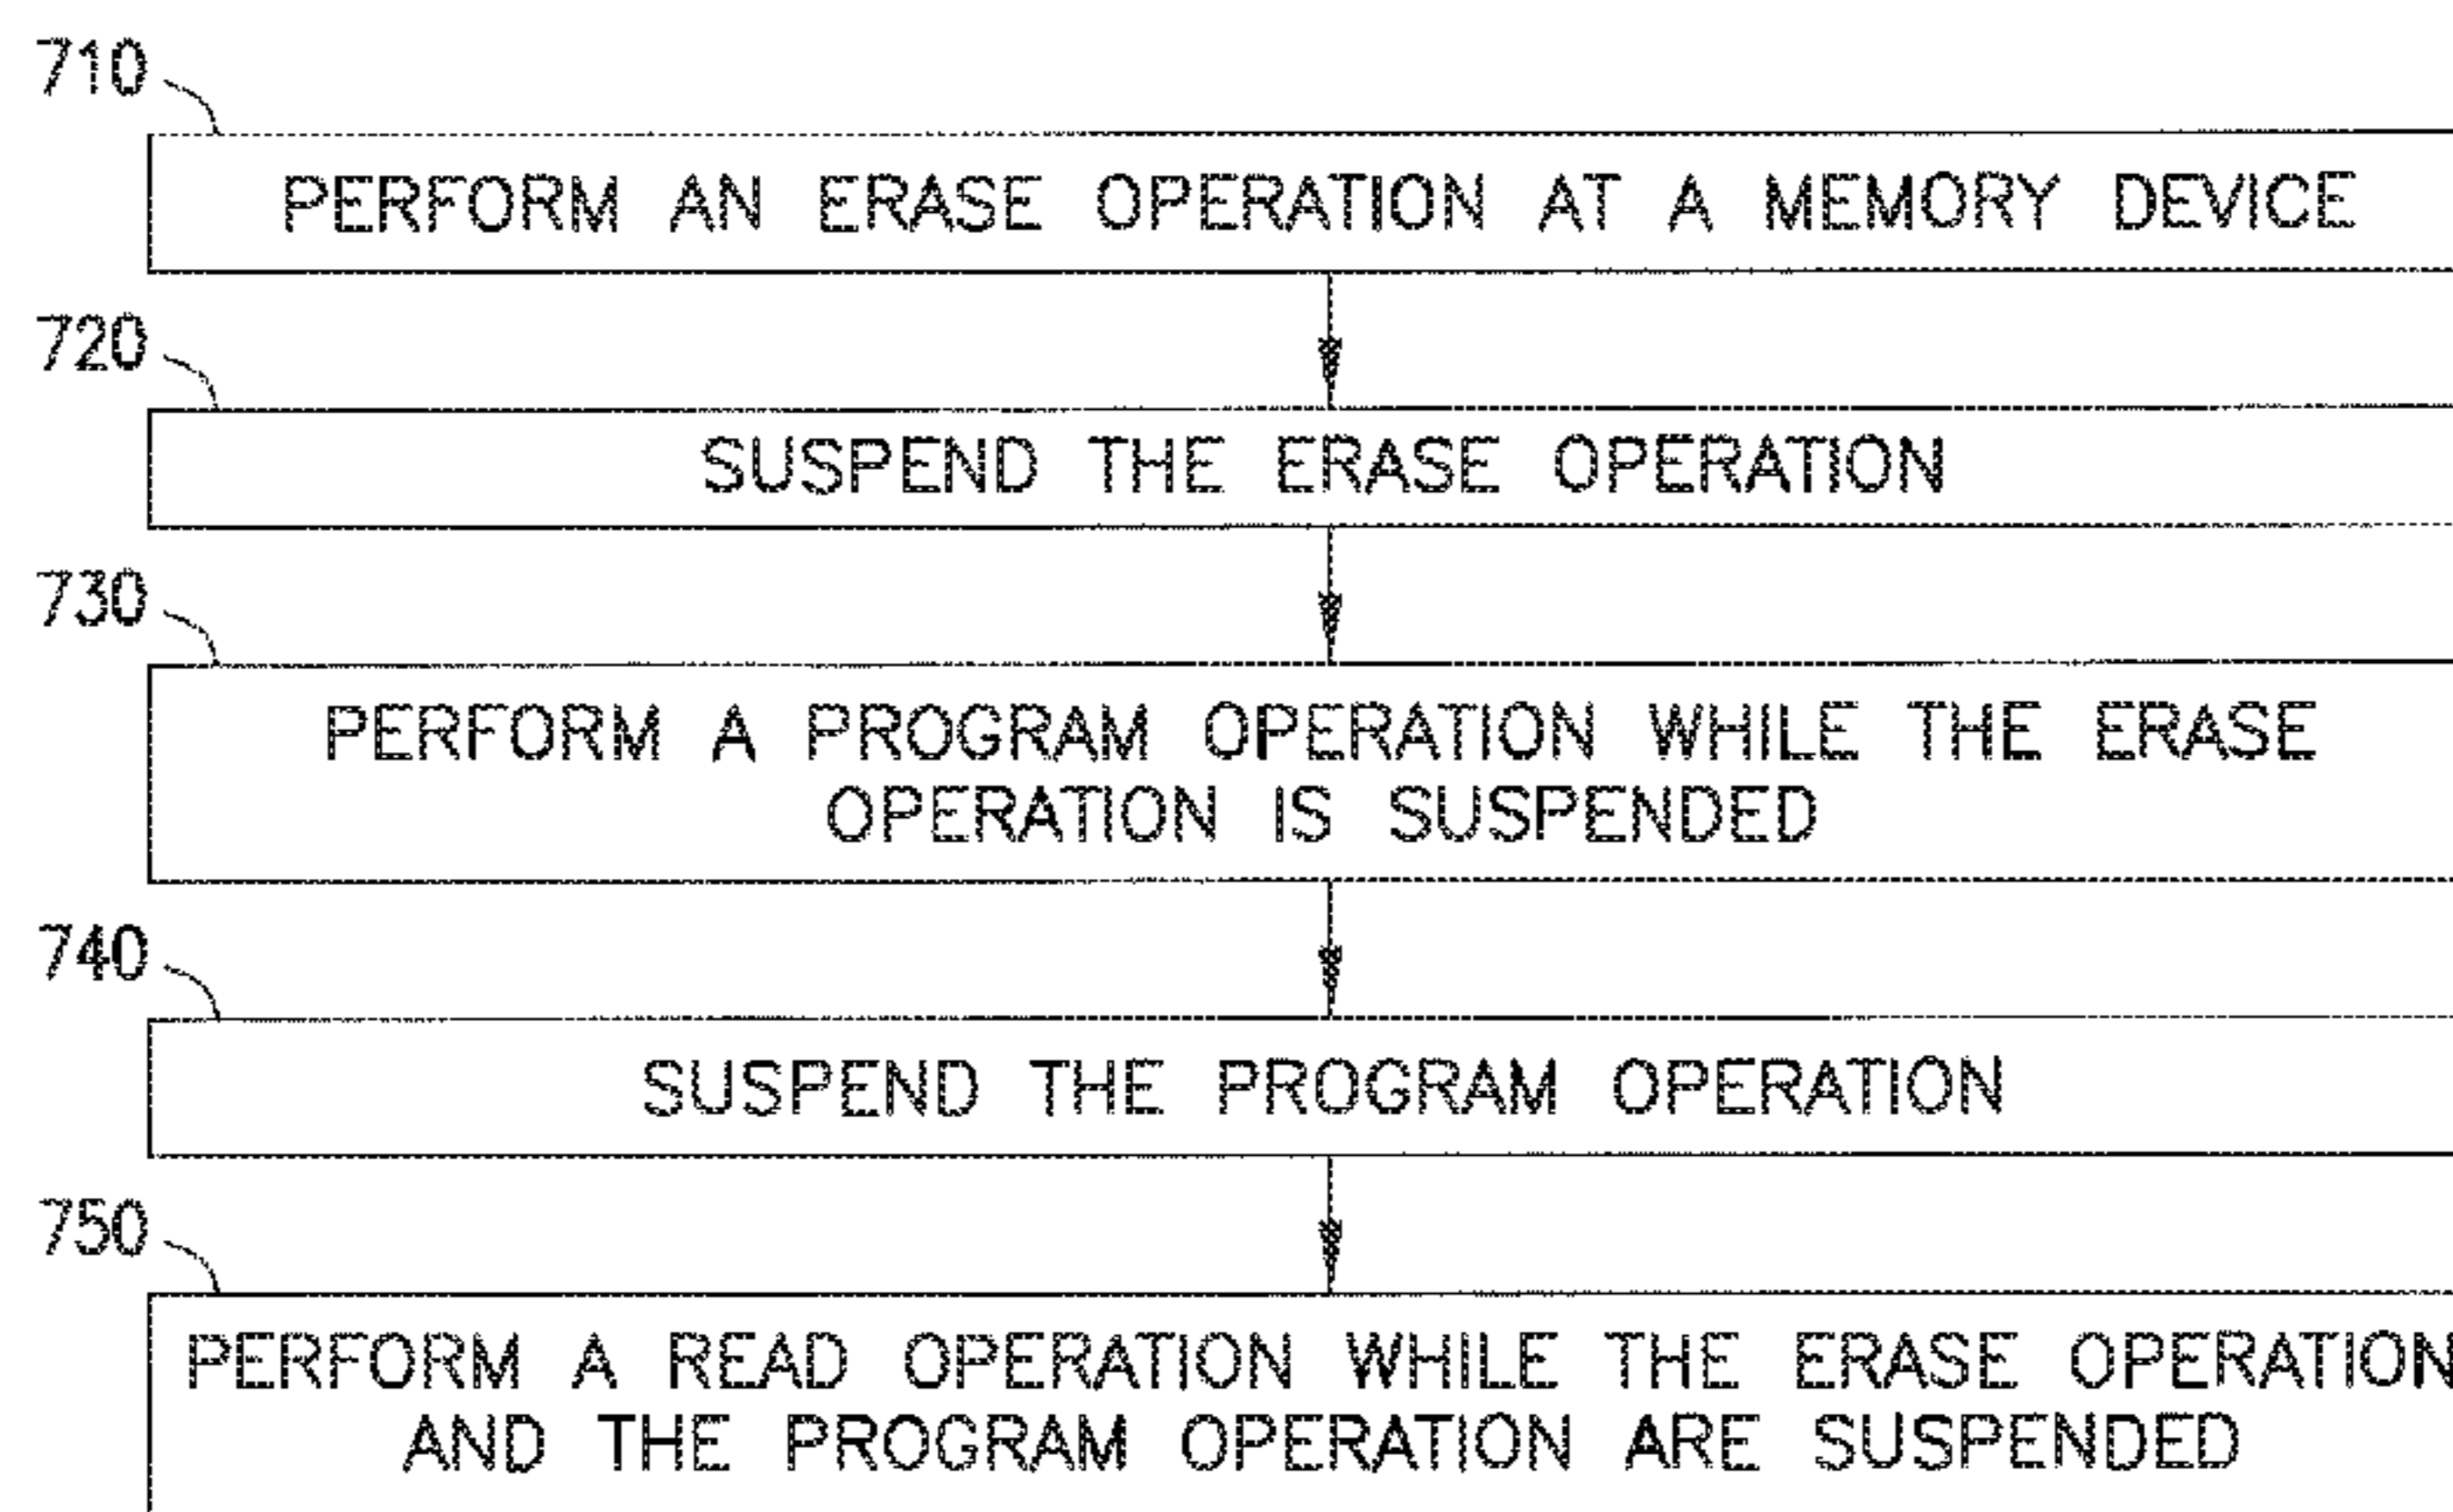 710
PERFORM AN ERASE OPERATION AT A MEMORY DEVICE
720
SUSPEND THE ERASE OPERATION
730
PERFORM A PROGRAM OPERATION WHILE THE ERASE
OPERATION IS SUSPENDED
740
SUSPEND THE PROGRAM OPERATION
750
PERFORM A READ OPERATION WHILE THE ERASE OPERATION
AND THE PROGRAM OPERATION ARE SUSPENDED